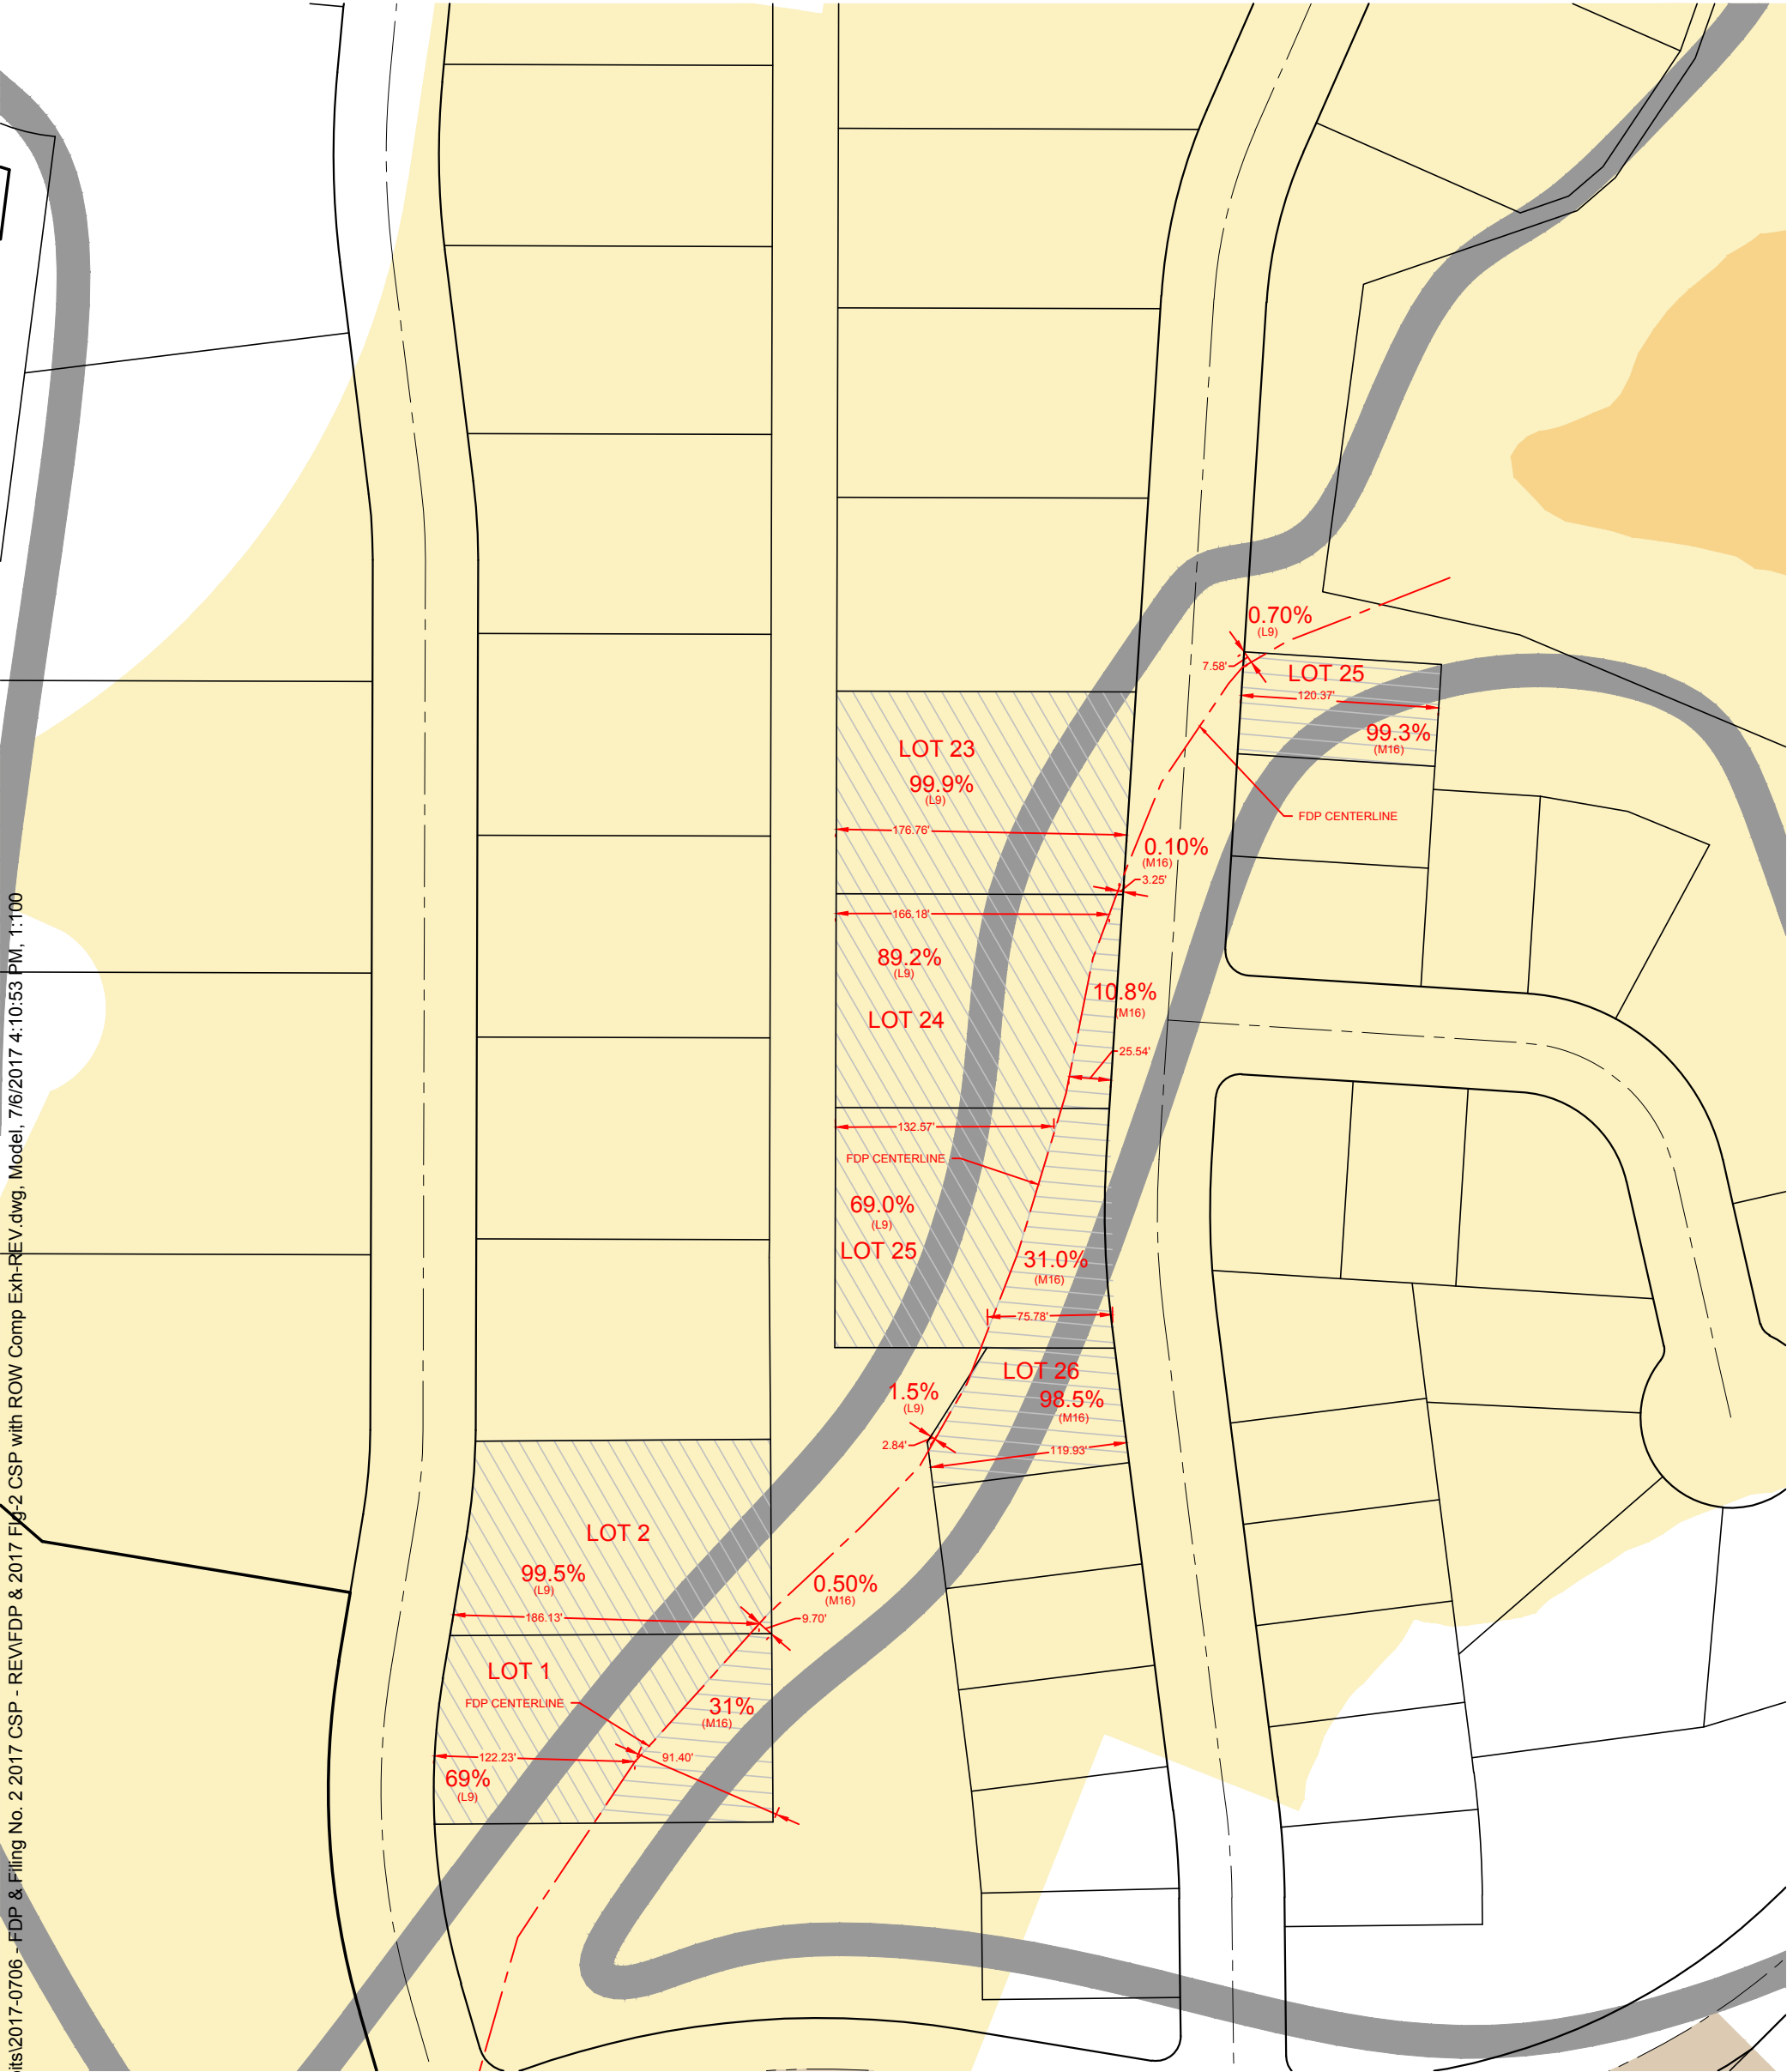 0.70%
(L9)
7.58'
LOT 25
120.37'
99.3%
(M16)
FDP CENTERLINE
LOT 23
99.9%
(L9)
176.76'
0.10%
(M16)
3.25'
166.18'
89.2%
(L9)
LOT 24
10.8%
(M16)
25.54'
132.57'
FDP CENTERLINE
69.0%
(L9)
LOT 25
31.0%
(M16)
75.78'
LOT 26
98.5%
(M16)
1.5%
(L9)
2.84'
119.93'
LOT 2
99.5%
(L9)
186.13'
0.50%
(M16)
9.70'
LOT 1
FDP CENTERLINE
31%
(M16)
122.23'
91.40'
69%
(L9)
bits\2017-0706 - FDP & Filing No. 2 2017 CSP - REV\FDP & 2017 Fig-2 CSP with ROW Comp Exh-REV.dwg, Model, 7/6/2017 4:10:53 PM, 1:100